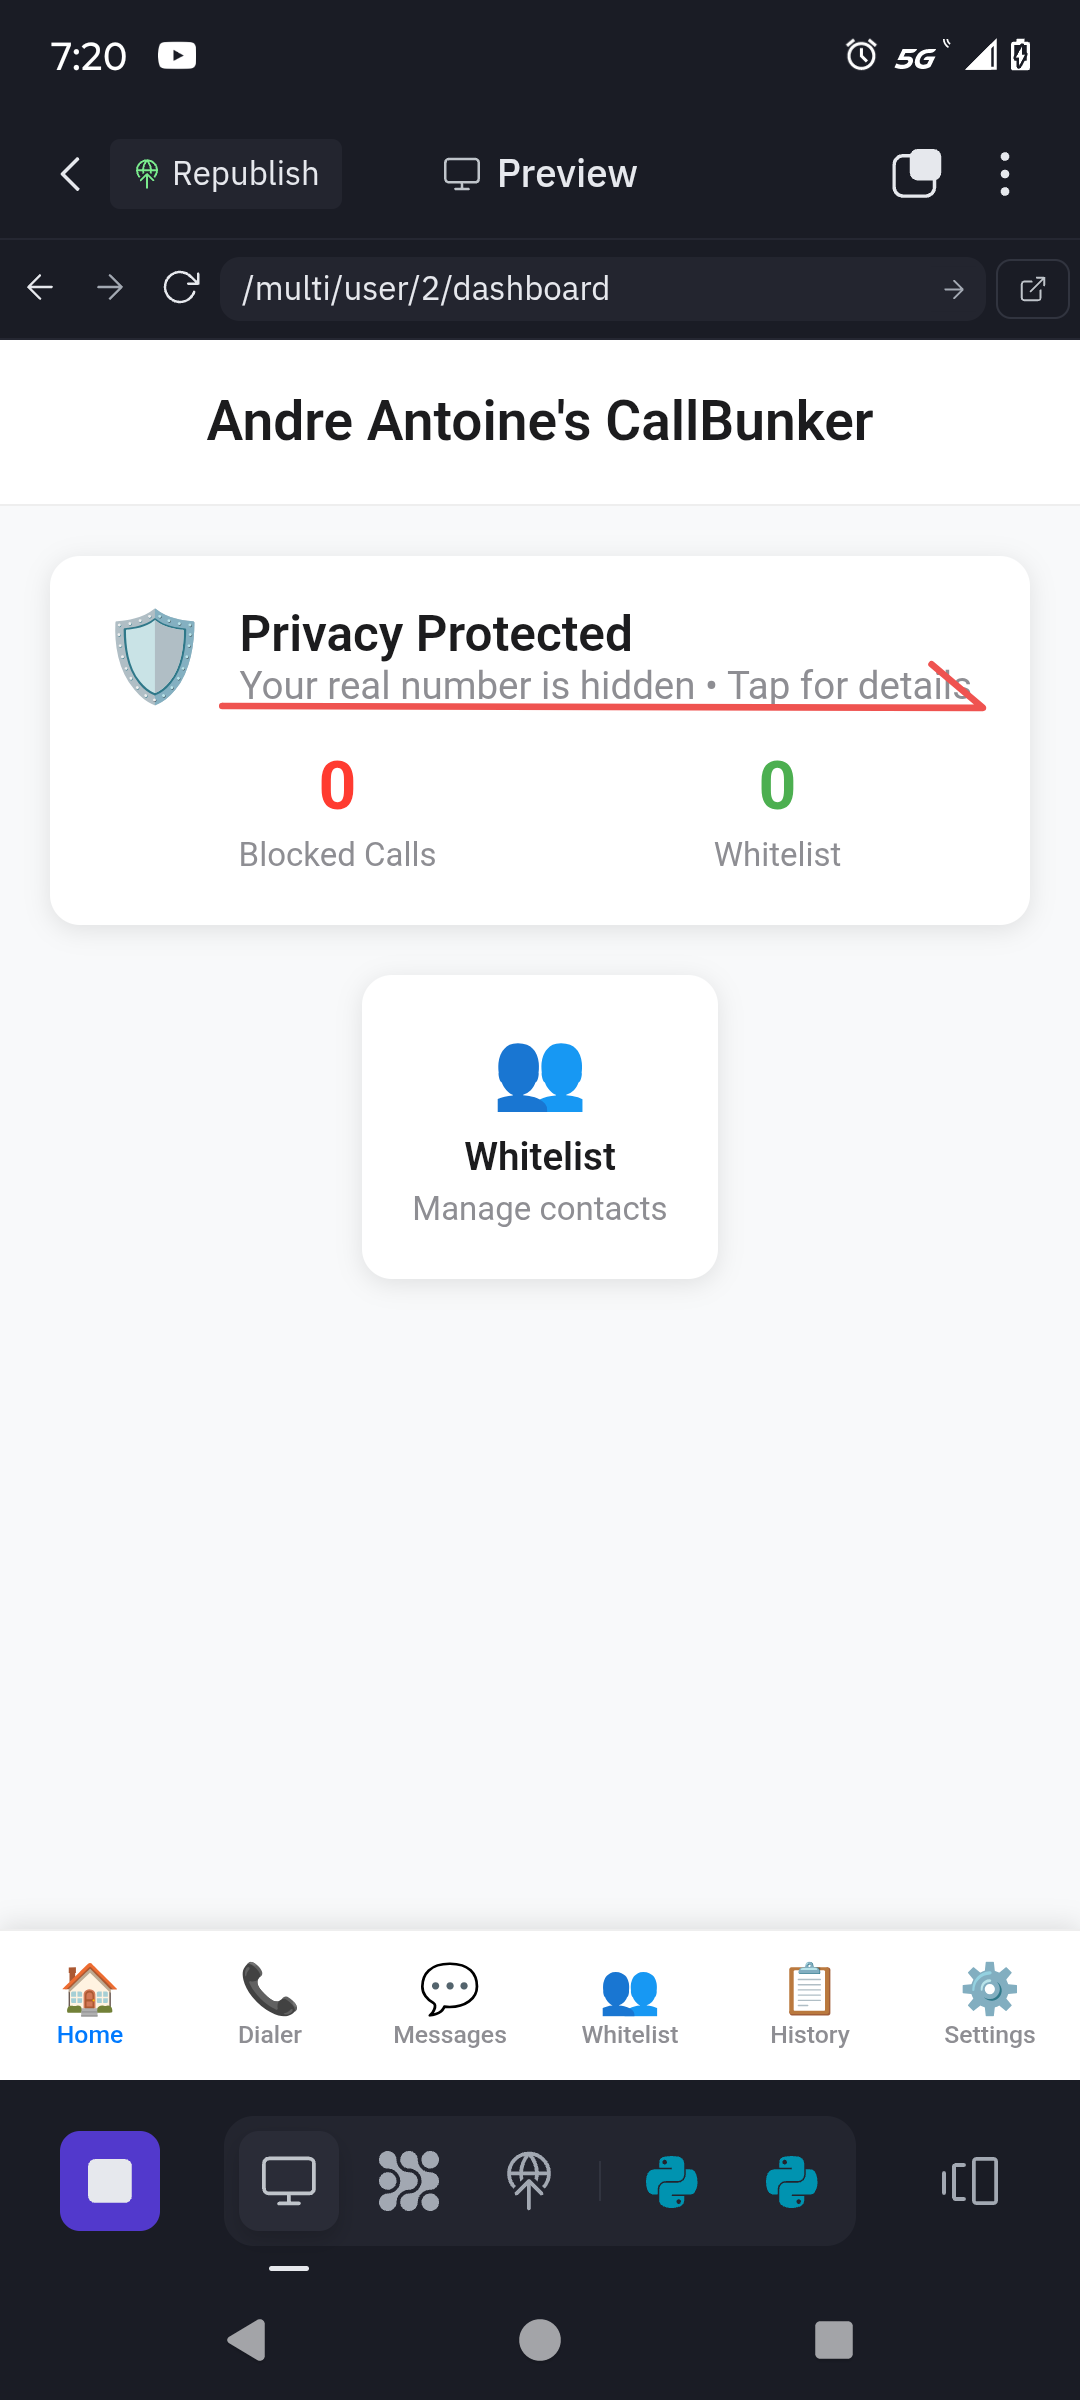 7:20
5G
Republish
Preview
/multi/user/2/dashboard
Andre Antoine's CallBunker
Privacy Protected
Your real number is hidden • Tap for details
0
0
Blocked Calls
Whitelist
Whitelist
Manage contacts
Home
Dialer
Messages
Whitelist
History
Settings